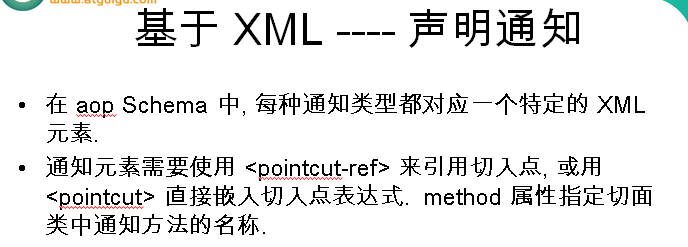 www.atguigu.com
基于 XML ---- 声明通知
• 在 aop Schema 中, 每种通知类型都对应一个特定的 XML
元素.
• 通知元素需要使用 <pointcut-ref> 来引用切入点, 或用
<pointcut> 直接嵌入切入点表达式. method 属性指定切面
类中通知方法的名称.